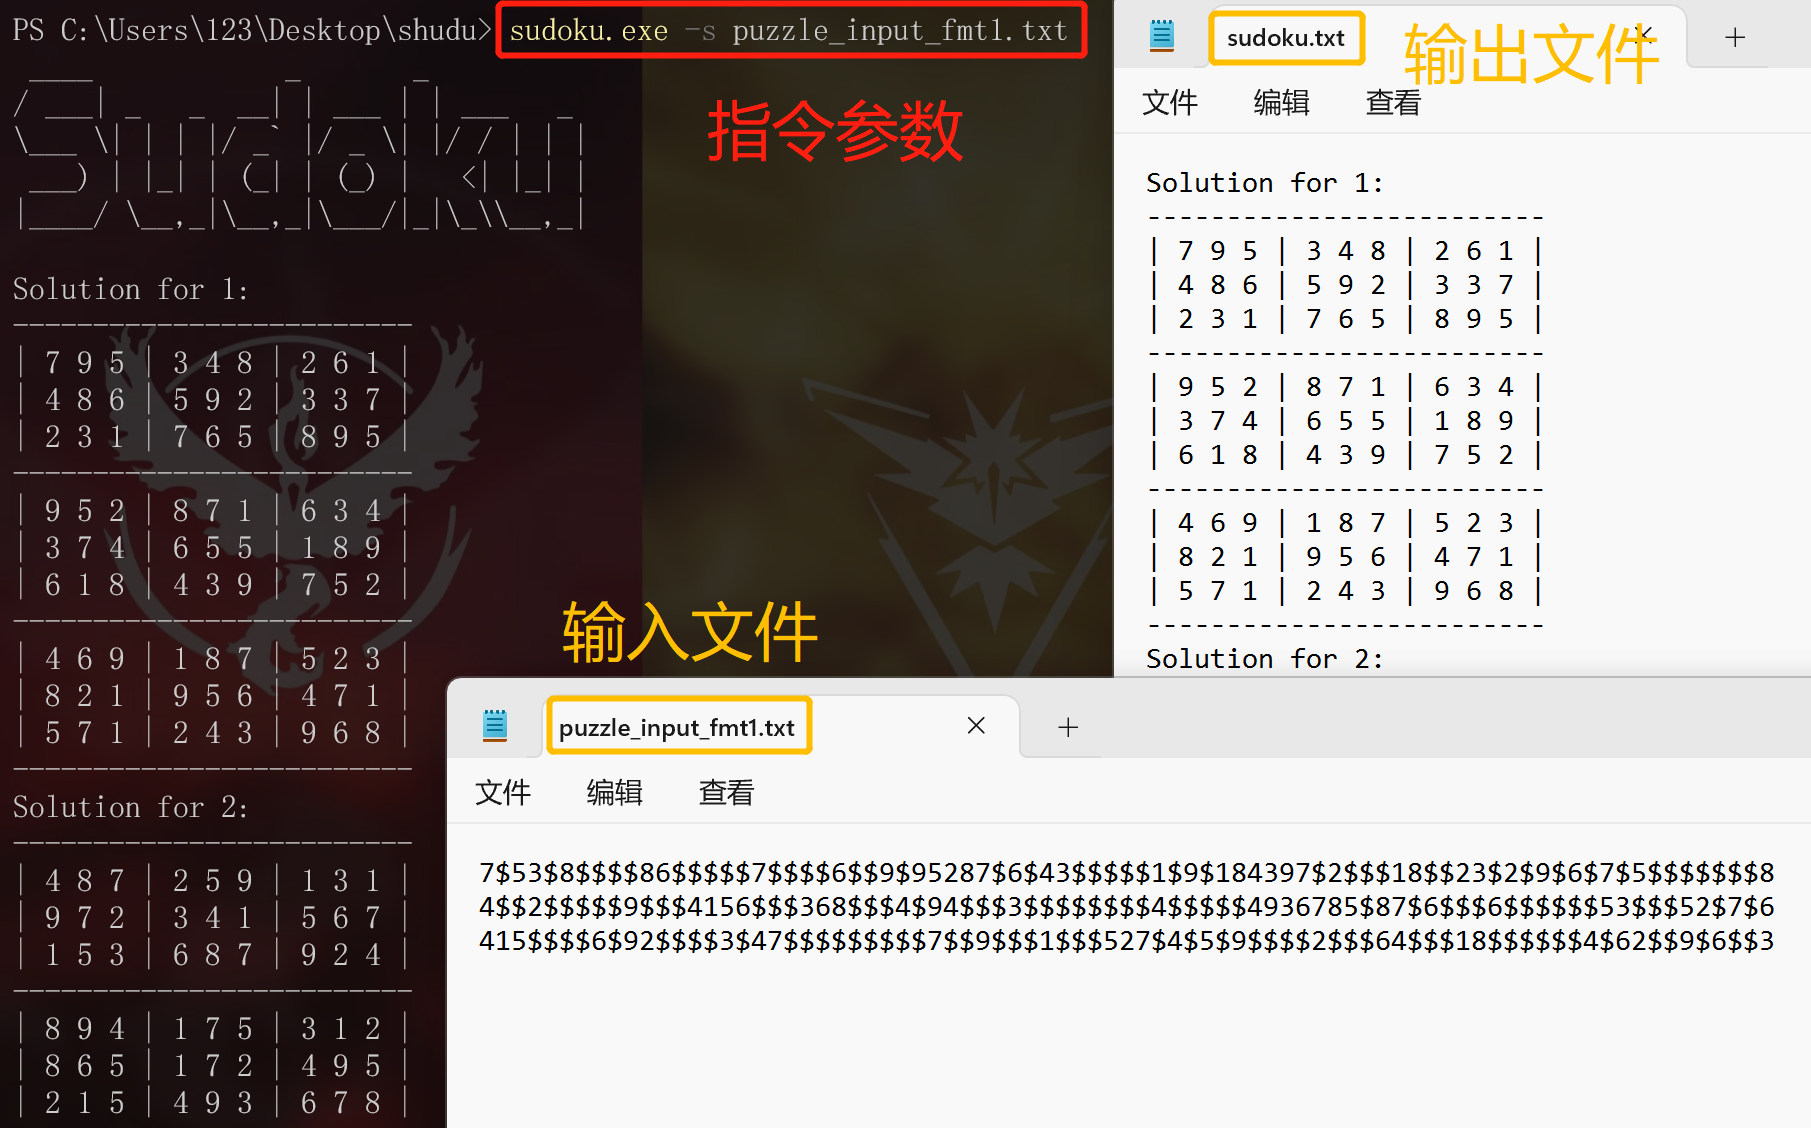 PS C:\Users\123\Desktop\shudu> sudoku.exe -s puzzle_input_fmt1.txt
指令参数
Sudoku
Solution for 1:
-------------------------
| 7 9 5 | 3 4 8 | 2 6 1 |
| 4 8 6 | 5 9 2 | 3 3 7 |
| 2 3 1 | 7 6 5 | 8 9 5 |
-------------------------
| 9 5 2 | 8 7 1 | 6 3 4 |
| 3 7 4 | 6 5 5 | 1 8 9 |
| 6 1 8 | 4 3 9 | 7 5 2 |
-------------------------
| 4 6 9 | 1 8 7 | 5 2 3 |
| 8 2 1 | 9 5 6 | 4 7 1 |
| 5 7 1 | 2 4 3 | 9 6 8 |
-------------------------
Solution for 2:
-------------------------
| 4 8 7 | 2 5 9 | 1 3 1 |
| 9 7 2 | 3 4 1 | 5 6 7 |
| 1 5 3 | 6 8 7 | 9 2 4 |
-------------------------
| 8 9 4 | 1 7 5 | 3 1 2 |
| 8 6 5 | 1 7 2 | 4 9 5 |
| 2 1 5 | 4 9 3 | 6 7 8 |
sudoku.txt
输出文件
文件 编辑 查看
Solution for 1:
-------------------------
| 7 9 5 | 3 4 8 | 2 6 1 |
| 4 8 6 | 5 9 2 | 3 3 7 |
| 2 3 1 | 7 6 5 | 8 9 5 |
-------------------------
| 9 5 2 | 8 7 1 | 6 3 4 |
| 3 7 4 | 6 5 5 | 1 8 9 |
| 6 1 8 | 4 3 9 | 7 5 2 |
-------------------------
| 4 6 9 | 1 8 7 | 5 2 3 |
| 8 2 1 | 9 5 6 | 4 7 1 |
| 5 7 1 | 2 4 3 | 9 6 8 |
-------------------------
Solution for 2:
输入文件
puzzle_input_fmt1.txt
文件 编辑 查看
7$53$8$$$$86$$$$$7$$$$6$$9$95287$6$43$$$$$1$9$184397$2$$$18$$23$2$9$6$7$5$$$$$$$8
4$$2$$$$$9$$$4156$$$368$$$4$94$$$3$$$$$$$$4$$$$$4936785$87$6$$$6$$$$$$53$$$52$7$6
415$$$$6$92$$$$3$47$$$$$$$$$7$$9$$$1$$$527$4$5$9$$$$2$$$64$$$18$$$$$$4$62$$9$6$$3